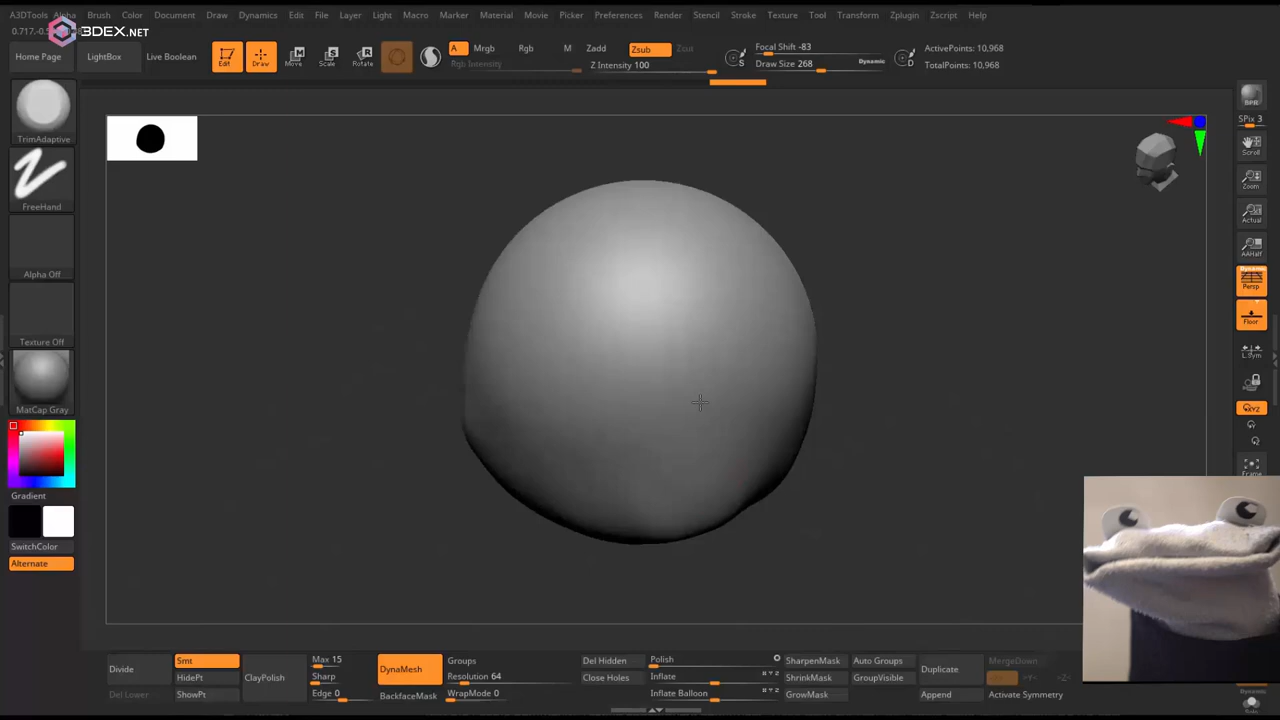 A3DTools Alpha Brush Color Document Draw Dynamics Edit File Layer Light Macro Marker Material Movie Picker Preferences Render Stencil Stroke Texture Tool Transform Zplugin Zscript Help
3DEX.NET
Home Page LightBox Live Boolean Edit Draw Move Scale Rotate A Mrgb Rgb M Zadd Zsub Zcut Focal Shift -83 ActivePoints: 10,968
Rgb Intensity Z Intensity 100 Draw Size 268 Dynamic TotalPoints: 10,968
S D
BPR
SPix 3
TrimAdaptive
Scroll
Zoom
FreeHand
Actual
AAHalf
Alpha Off
Dynamic
Persp
Floor
Texture Off
L.Sym
MatCap Gray
XYZ
Frame
Gradient
SwitchColor
Alternate
Divide Smt Max 15 DynaMesh Groups Del Hidden Polish SharpenMask Auto Groups Duplicate MergeDown
HidePt ClayPolish Sharp Resolution 64 Close Holes Inflate ShrinkMask GroupVisible
Del Lower ShowPt Edge 0 BackfaceMask WrapMode 0 Inflate Balloon GrowMask Append Activate Symmetry
Dynamic
Solo